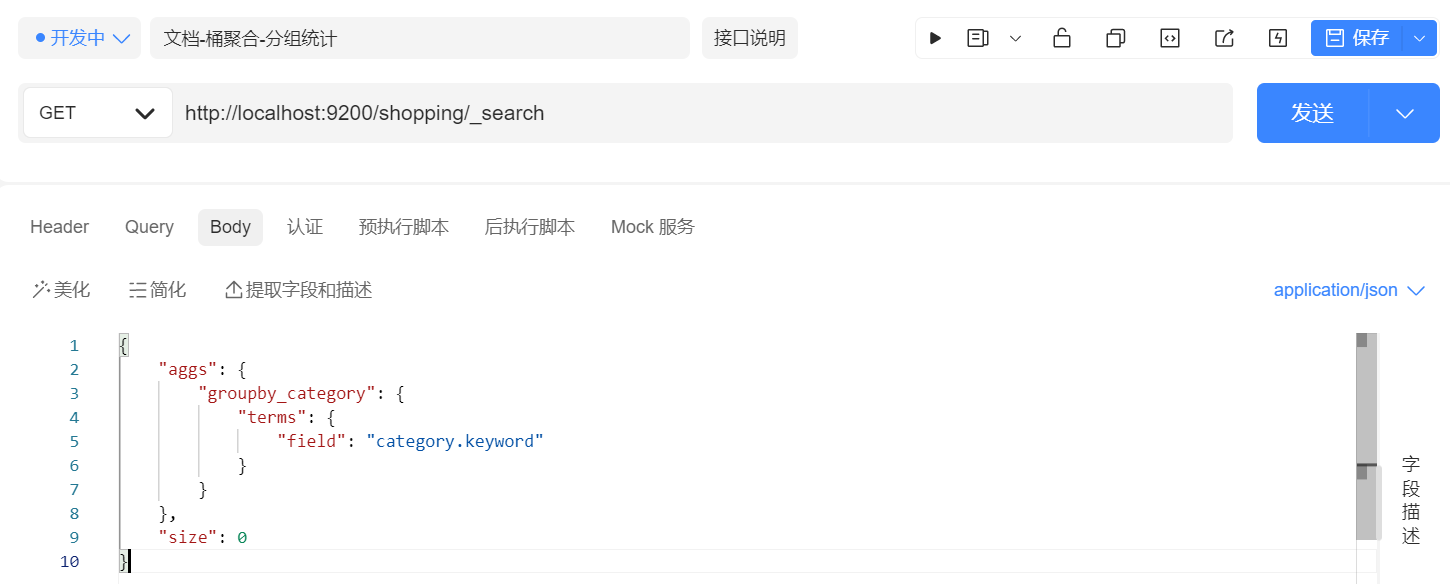 开发中
文档-桶聚合-分组统计
接口说明
保存
GET
http://localhost:9200/shopping/_search
发送
Header
Query
Body
认证
预执行脚本
后执行脚本
Mock 服务
美化
简化
提取字段和描述
application/json
1 {
2     "aggs": {
3         "groupby_category": {
4             "terms": {
5                 "field": "category.keyword"
6             }
7         }
8     },
9     "size": 0
10 }
字段描述